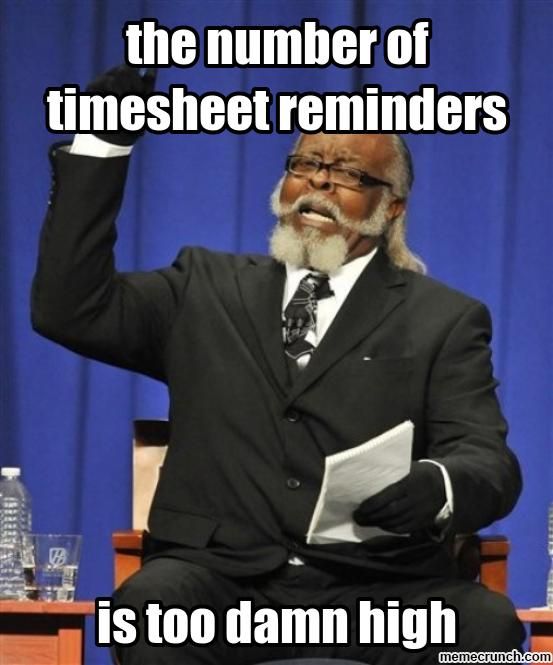 the number of
timesheet reminders
is too damn high
memecrunch.com